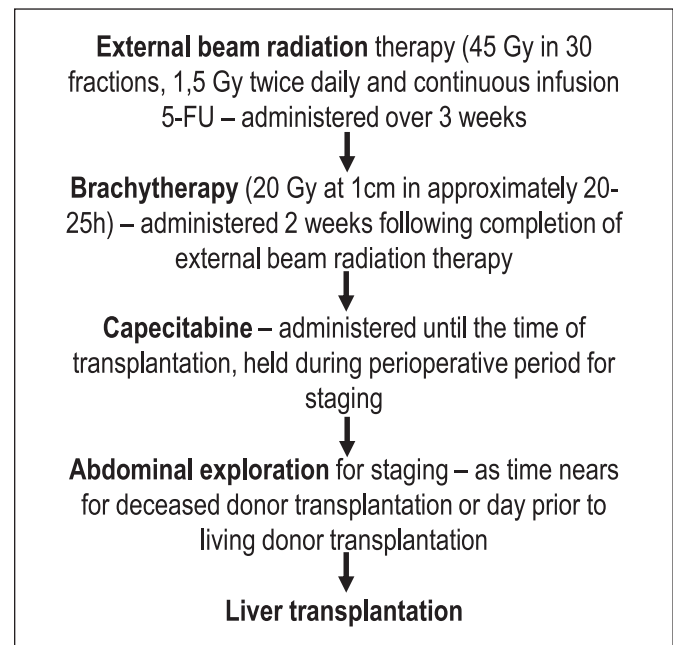 External beam radiation therapy (45 Gy in 30
fractions, 1,5 Gy twice daily and continuous infusion
5-FU – administered over 3 weeks
Brachytherapy (20 Gy at 1cm in approximately 20-
25h) – administered 2 weeks following completion of
external beam radiation therapy
Capecitabine – administered until the time of
transplantation, held during perioperative period for
staging
Abdominal exploration for staging – as time nears
for deceased donor transplantation or day prior to
living donor transplantation
Liver transplantation